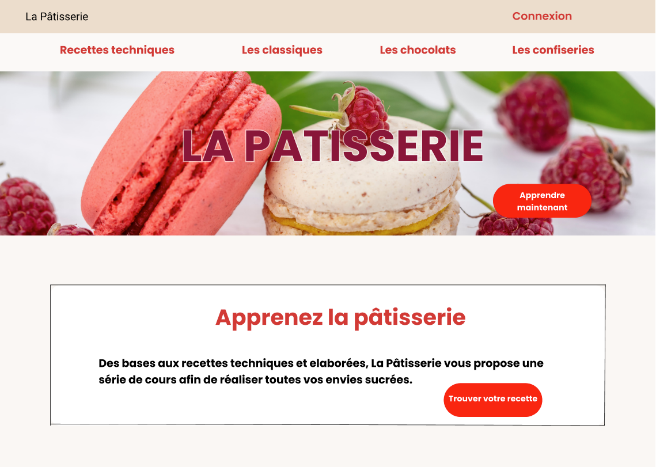 La Pâtisserie
Connexion
Recettes techniques
Les classiques
Les chocolats
Les confiseries
LA PATISSERIE
Apprendre
maintenant
Apprenez la pâtisserie
Des bases aux recettes techniques et elaborées, La Pâtisserie vous propose une
série de cours afin de réaliser toutes vos envies sucrées.
Trouver votre recette